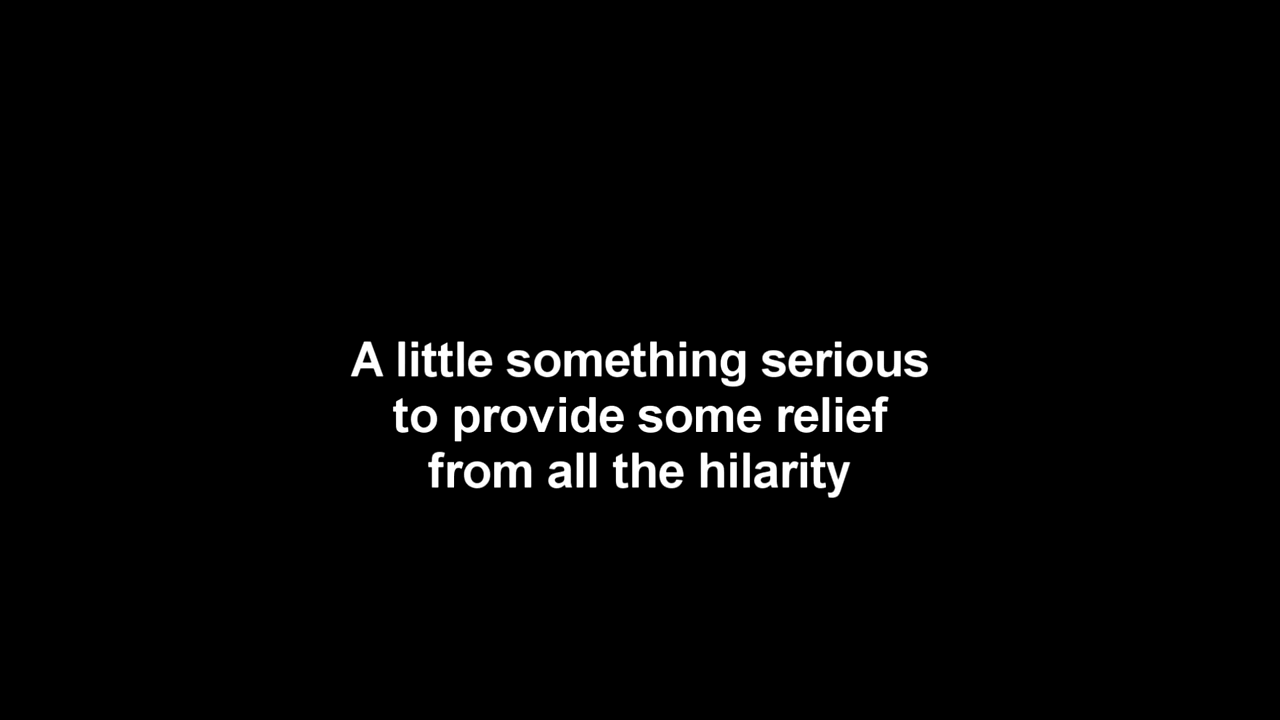 A little something serious
to provide some relief
from all the hilarity